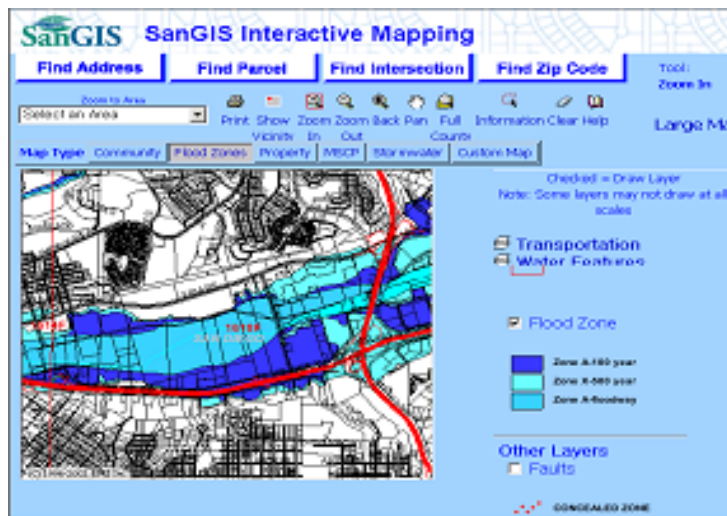 SanGIS SanGIS Interactive Mapping
Find Address Find Parcel Find Intersection Find Zip Code
Tool:
Zoom In
Zoom to Area
Select an Area
Print Show Vicinity Zoom In Zoom Out Back Pan Full County Information Clear Help
Large Ma
Map Type Community Flood Zones Property MSCP Stormwater Custom Map
Checked = Draw Layer
Note: Some layers may not draw at all
scales
Transportation
Water Features
Flood Zone
Zone A-100 year
Zone X-500 year
Zone A-floodway
Other Layers
Faults
CONCEALED ZONE